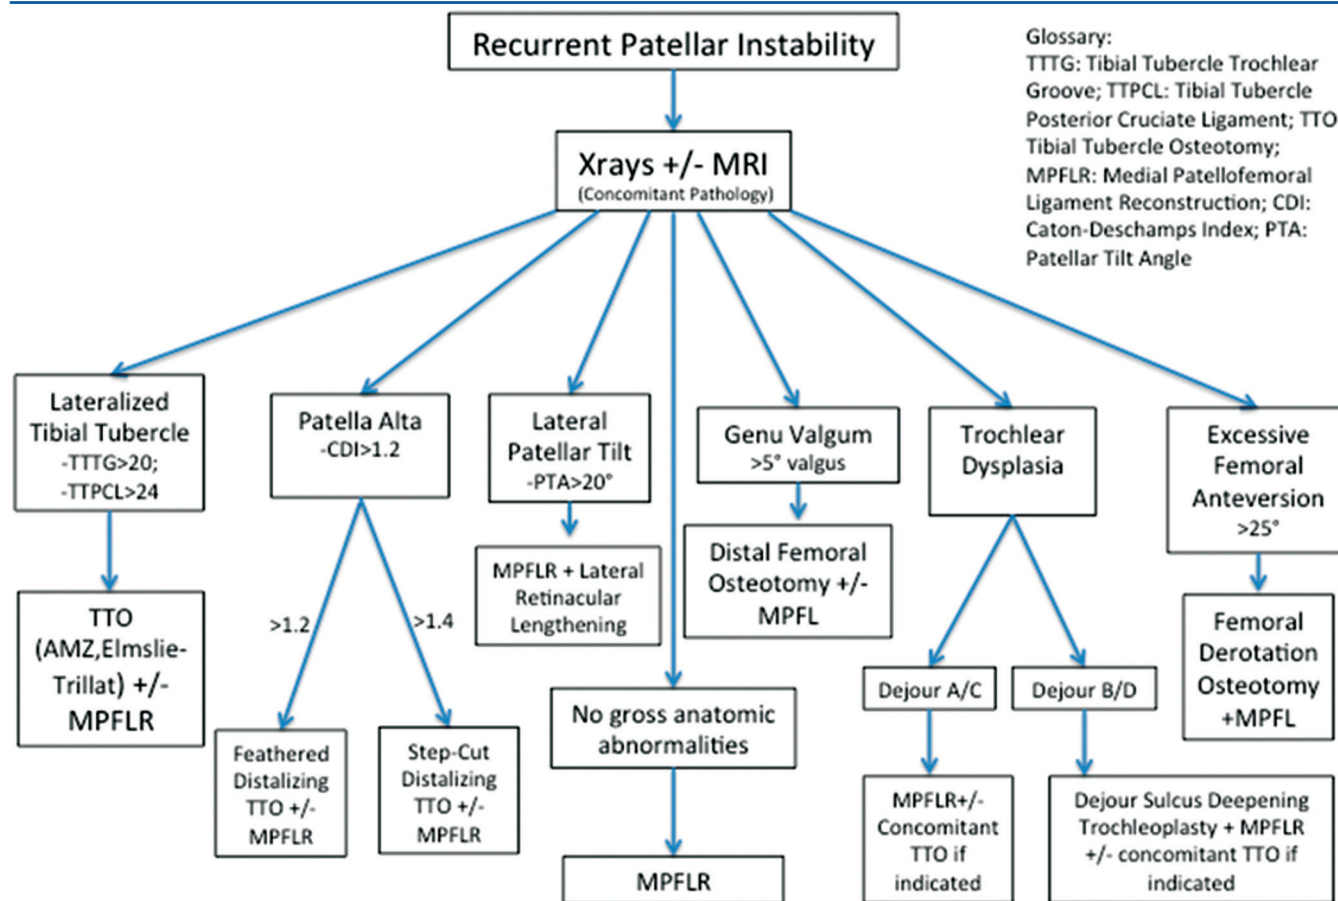 Recurrent Patellar Instability
Glossary:
TTTG: Tibial Tubercle Trochlear
Groove; TTPCL: Tibial Tubercle
Posterior Cruciate Ligament; TTO
Tibial Tubercle Osteotomy;
MPFLR: Medial Patellofemoral
Ligament Reconstruction; CDI:
Caton-Deschamps Index; PTA:
Patellar Tilt Angle
Xrays +/- MRI
(Concomitant Pathology)
Lateralized
Tibial Tubercle
-TTTG>20;
-TTPCL>24
TTO
(AMZ,Elmslie-
Trillat) +/-
MPFLR
Patella Alta
-CDI>1.2
>1.2
>1.4
Feathered
Distalizing
TTO +/-
MPFLR
Step-Cut
Distalizing
TTO +/-
MPFLR
Lateral
Patellar Tilt
-PTA>20°
MPFLR + Lateral
Retinacular
Lengthening
No gross anatomic
abnormalities
MPFLR
Genu Valgum
>5° valgus
Distal Femoral
Osteotomy +/-
MPFL
Trochlear
Dysplasia
Dejour A/C
Dejour B/D
MPFLR+/-
Concomitant
TTO if
indicated
Dejour Sulcus Deepening
Trochleoplasty + MPFLR
+/- concomitant TTO if
indicated
Excessive
Femoral
Anteversion
>25°
Femoral
Derotation
Osteotomy
+MPFL